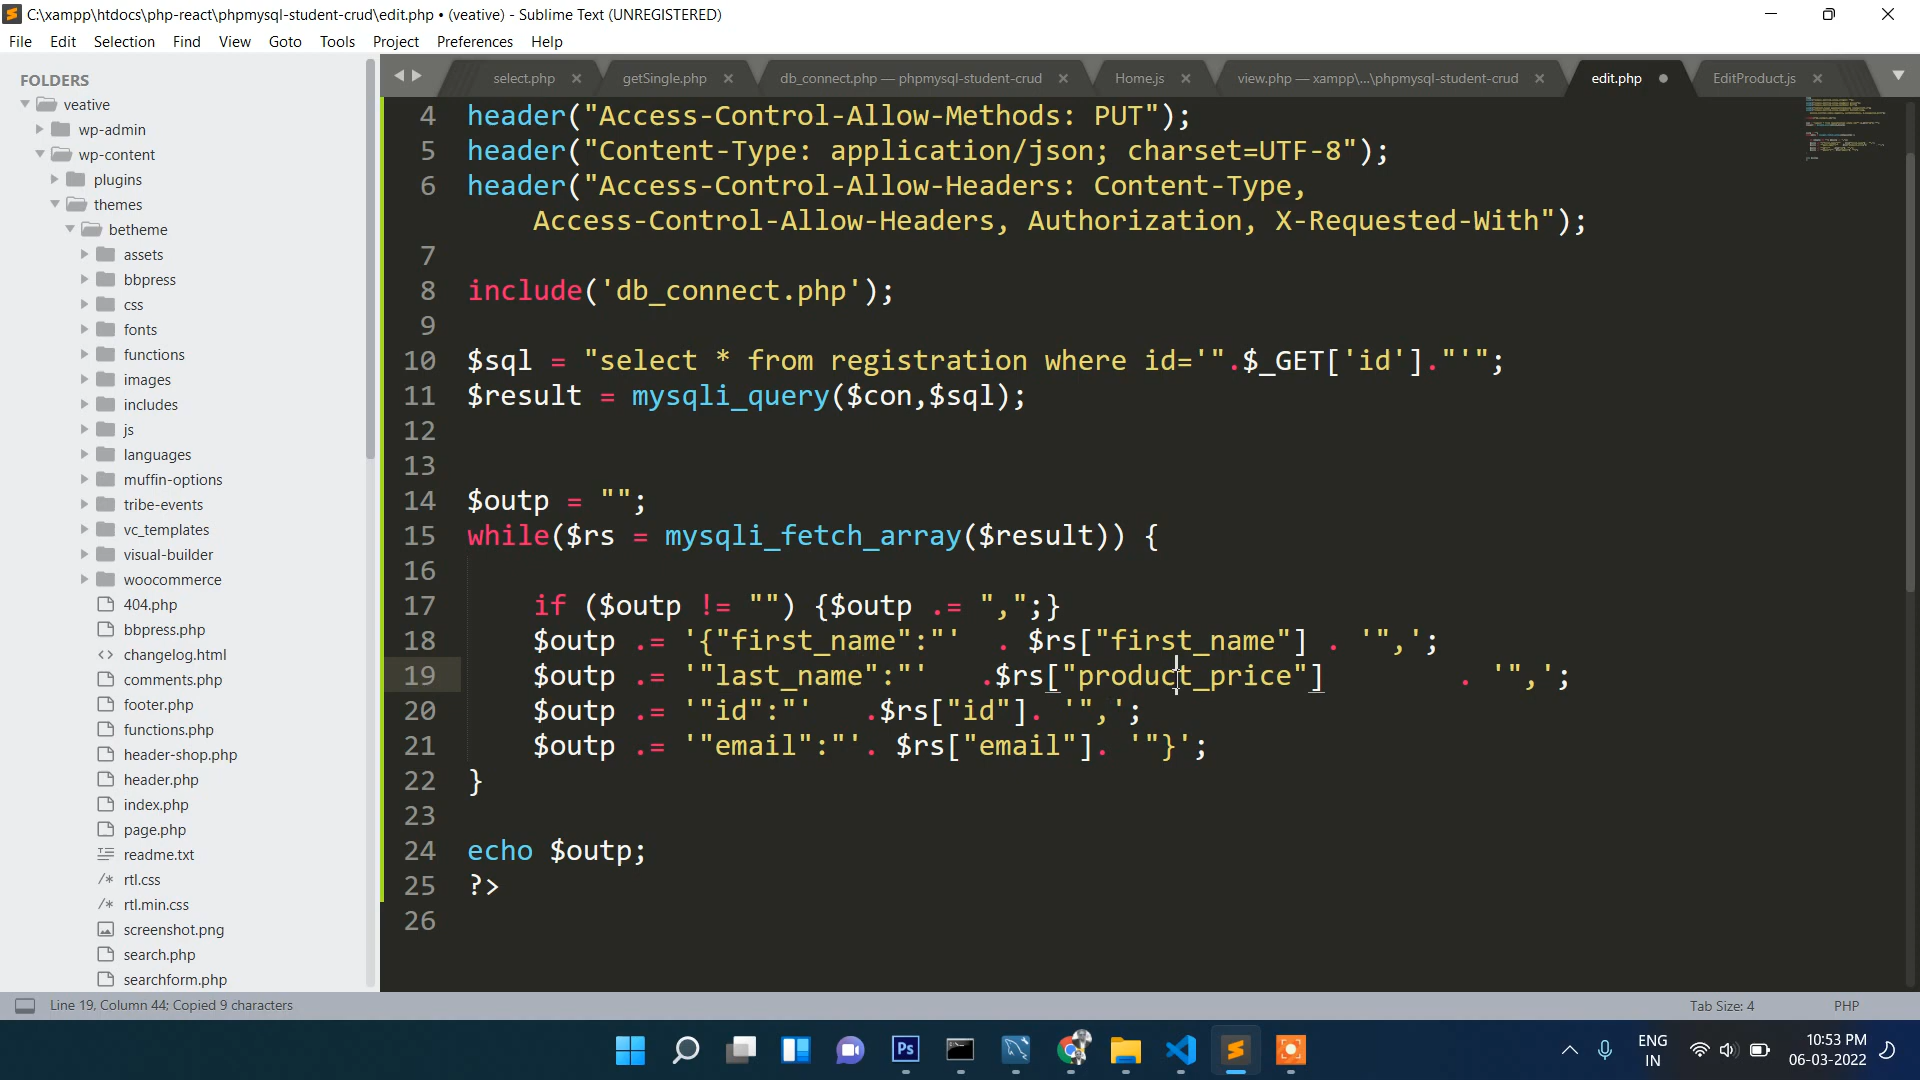 C:\xampp\htdocs\php-react\phpmysql-student-crud\edit.php • (veative) - Sublime Text (UNREGISTERED)
File Edit Selection Find View Goto Tools Project Preferences Help
FOLDERS
veative
wp-admin
wp-content
plugins
themes
betheme
assets
bbpress
css
fonts
functions
images
includes
js
languages
muffin-options
tribe-events
vc_templates
visual-builder
woocommerce
404.php
bbpress.php
changelog.html
comments.php
footer.php
functions.php
header-shop.php
header.php
index.php
page.php
readme.txt
rtl.css
rtl.min.css
screenshot.png
search.php
searchform.php
select.php getSingle.php db_connect.php — phpmysql-student-crud Home.js view.php — xampp\...\phpmysql-student-crud edit.php EditProduct.js
4 header("Access-Control-Allow-Methods: PUT");
5 header("Content-Type: application/json; charset=UTF-8");
6 header("Access-Control-Allow-Headers: Content-Type,
Access-Control-Allow-Headers, Authorization, X-Requested-With");
7
8 include('db_connect.php');
9
10 $sql = "select * from registration where id='".$_GET['id']."'";
11 $result = mysqli_query($con,$sql);
12
13
14 $outp = "";
15 while($rs = mysqli_fetch_array($result)) {
16
17 if ($outp != "") {$outp .= ",";}
18 $outp .= '{"first_name":"' . $rs["first_name"] . '",';
19 $outp .= '"last_name":"' .$rs["product_price"] . '",';
20 $outp .= '"id":"' .$rs["id"]. '",';
21 $outp .= '"email":"'. $rs["email"]. '"}';
22 }
23
24 echo $outp;
25 ?>
26
Line 19, Column 44; Copied 9 characters
Tab Size: 4 PHP
Ps
ENG
IN
10:53 PM
06-03-2022